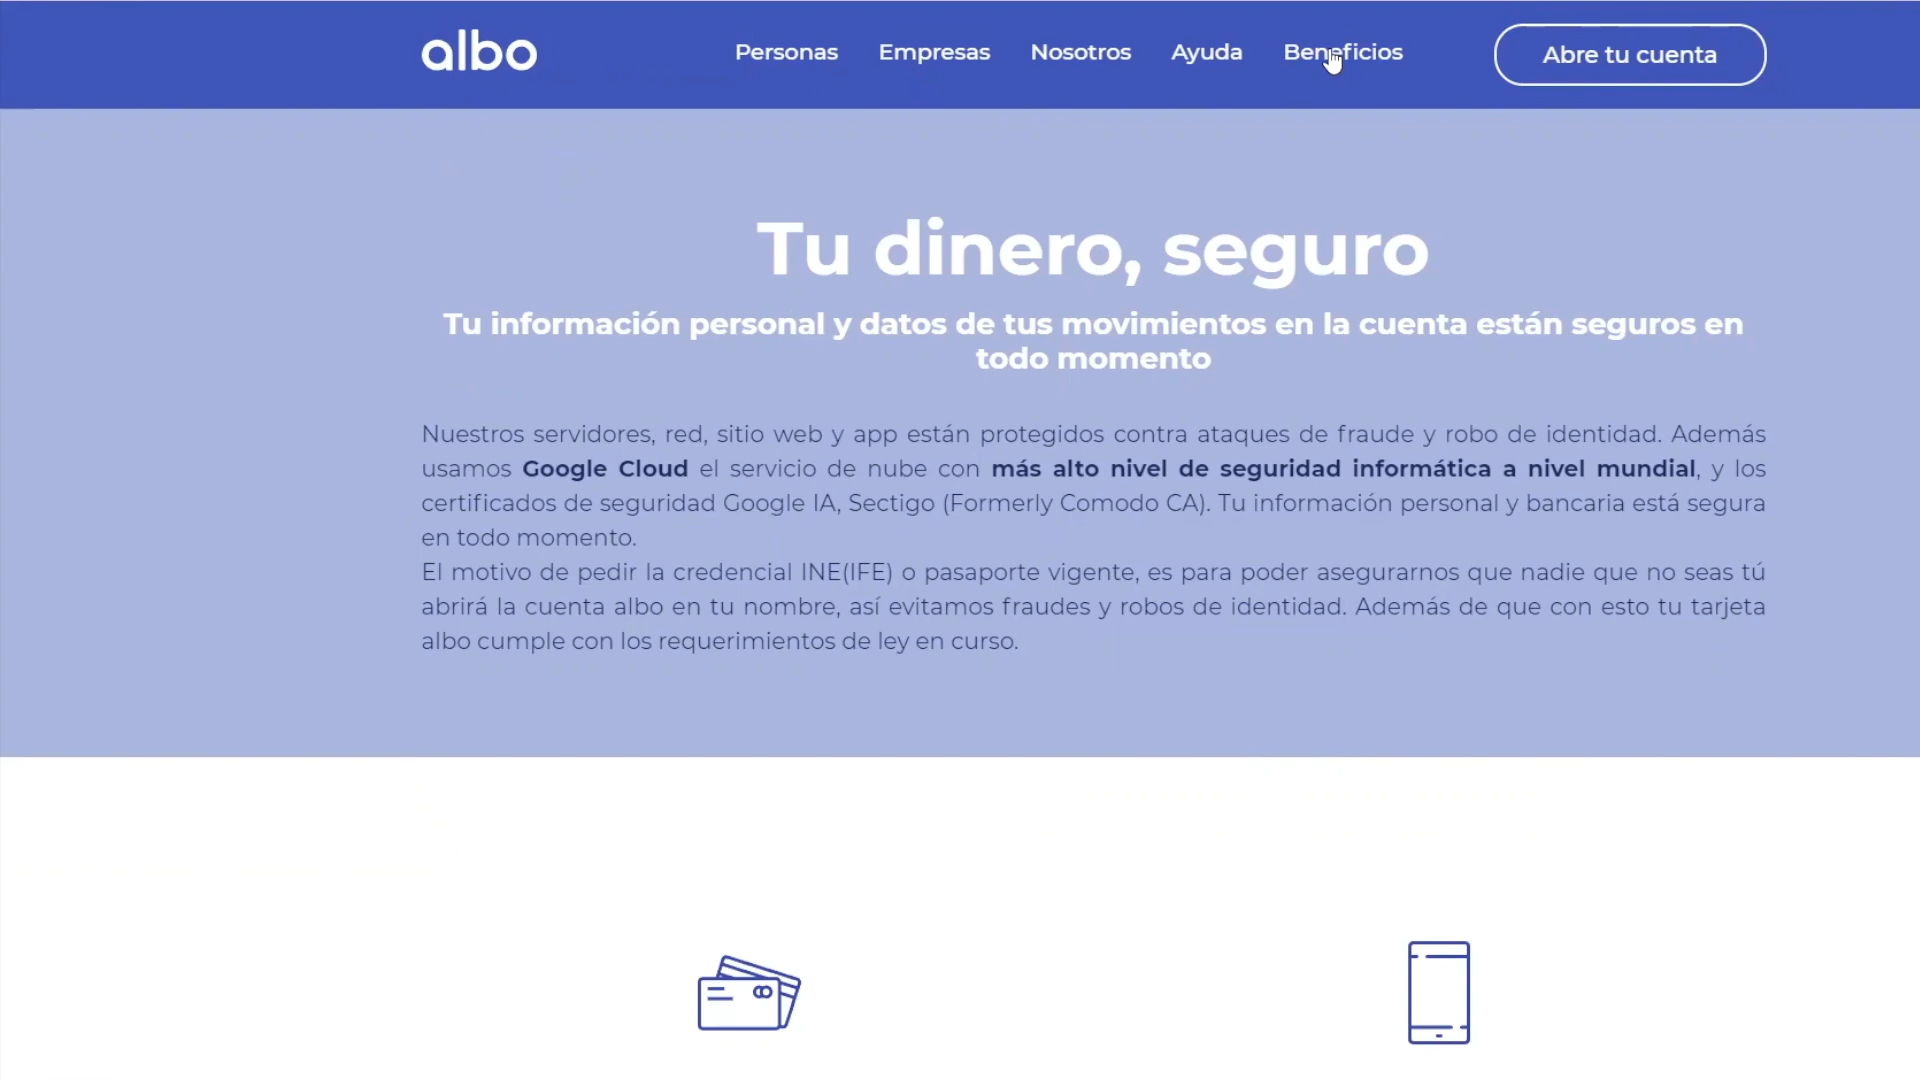 albo
Personas
Empresas
Nosotros
Ayuda
Beneficios
Abre tu cuenta
Tu dinero, seguro
Tu información personal y datos de tus movimientos en la cuenta están seguros en
todo momento
Nuestros servidores, red, sitio web y app están protegidos contra ataques de fraude y robo de identidad. Además
usamos Google Cloud el servicio de nube con más alto nivel de seguridad informática a nivel mundial, y los
certificados de seguridad Google IA, Sectigo (Formerly Comodo CA). Tu información personal y bancaria está segura
en todo momento.
El motivo de pedir la credencial INE(IFE) o pasaporte vigente, es para poder asegurarnos que nadie que no seas tú
abrirá la cuenta albo en tu nombre, así evitamos fraudes y robos de identidad. Además de que con esto tu tarjeta
albo cumple con los requerimientos de ley en curso.